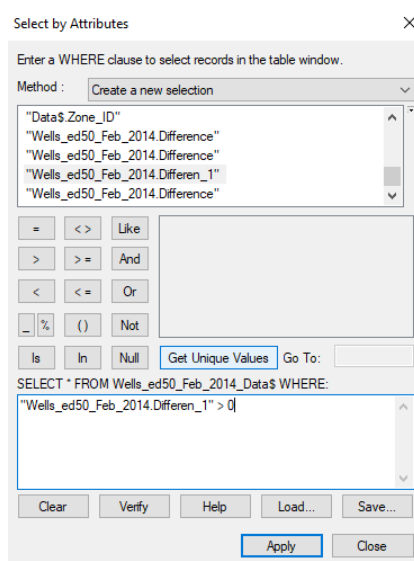 Select by Attributes
Enter a WHERE clause to select records in the table window.
Method : Create a new selection
"Data$.Zone_ID"
"Wells_ed50_Feb_2014.Difference"
"Wells_ed50_Feb_2014.Difference"
"Wells_ed50_Feb_2014.Differen_1"
"Wells_ed50_Feb_2014.Difference"
= < > Like
> > = And
< < = Or
_ % () Not
Is In Null Get Unique Values Go To:
SELECT * FROM Wells_ed50_Feb_2014_Data$ WHERE:
"Wells_ed50_Feb_2014.Differen_1" > 0
Clear Verify Help Load... Save...
Apply Close